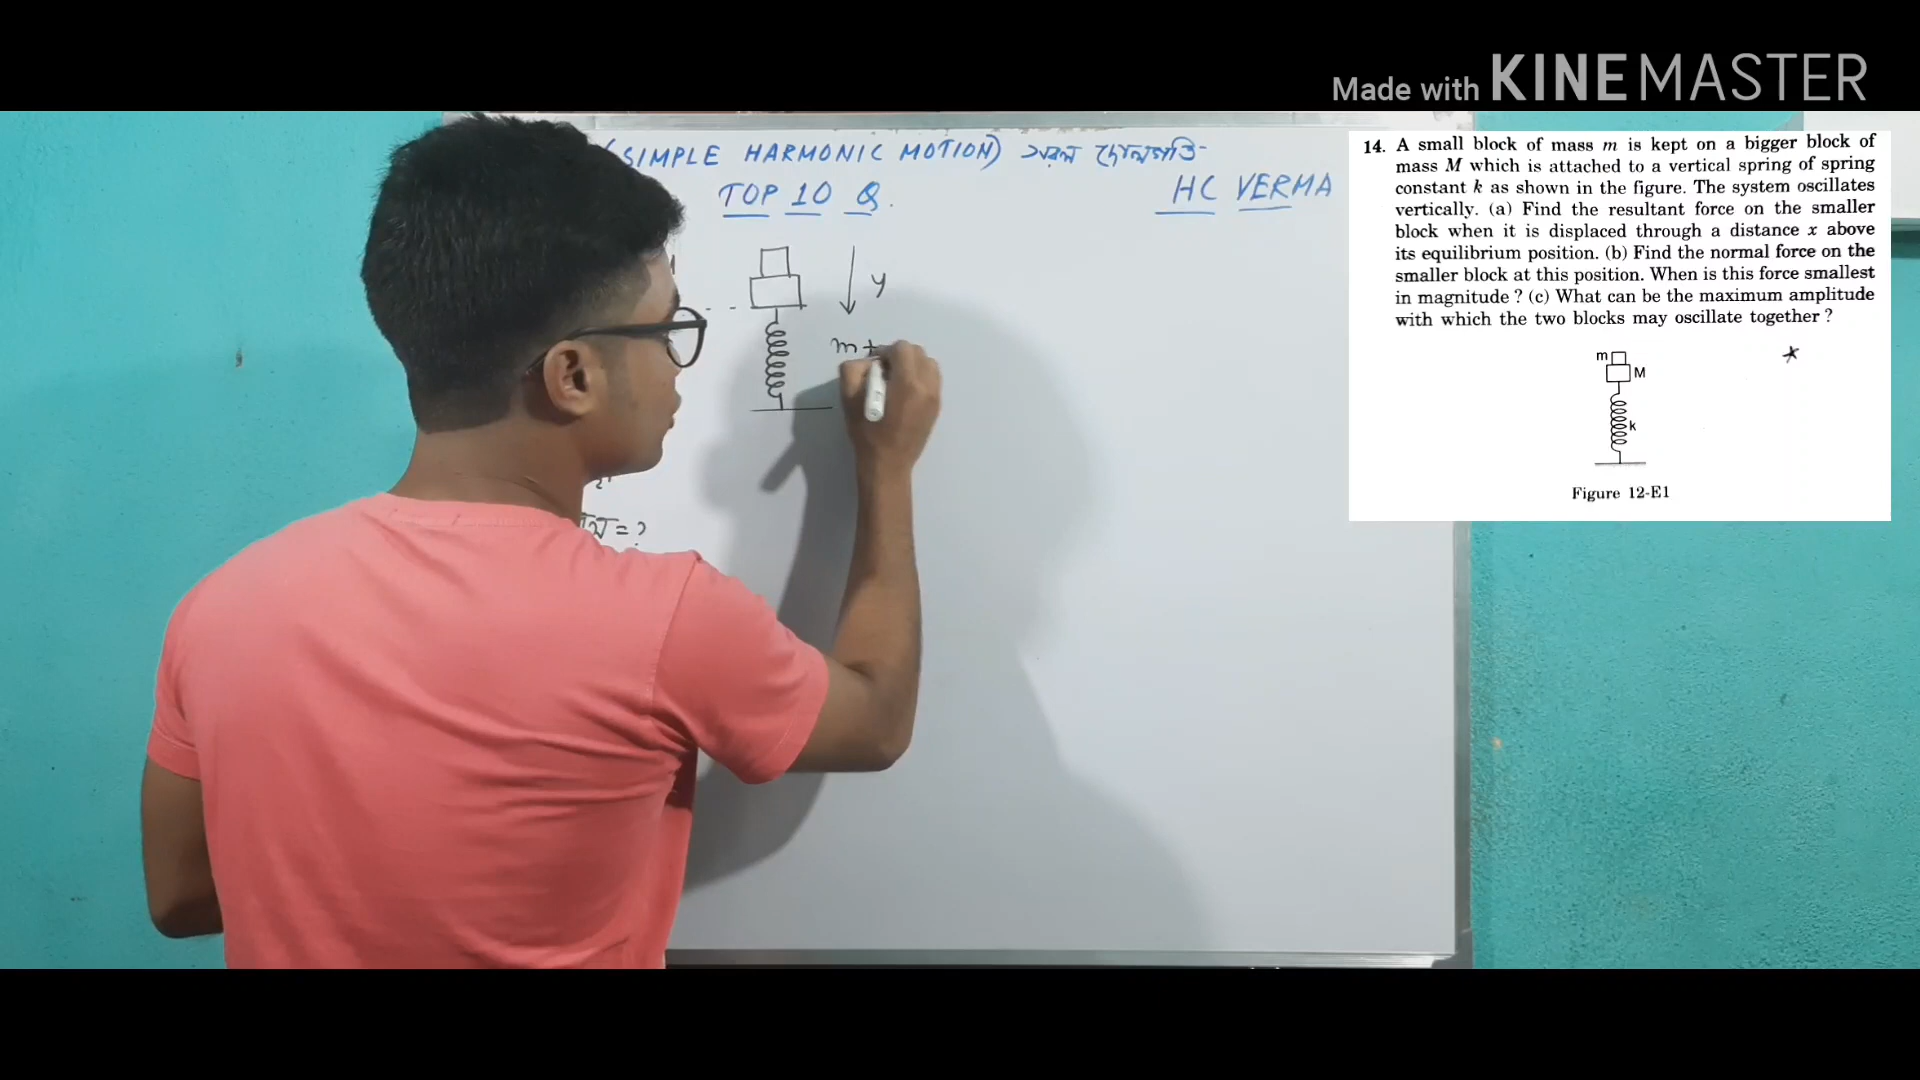 Made with KINEMASTER
(SIMPLE HARMONIC MOTION) সরল দোলগতি-
TOP 10 Q.
HC VERMA
y
m+
=?
14. A small block of mass m is kept on a bigger block of
mass M which is attached to a vertical spring of spring
constant k as shown in the figure. The system oscillates
vertically. (a) Find the resultant force on the smaller
block when it is displaced through a distance x above
its equilibrium position. (b) Find the normal force on the
smaller block at this position. When is this force smallest
in magnitude ? (c) What can be the maximum amplitude
with which the two blocks may oscillate together ?
m
M
k
Figure 12-E1